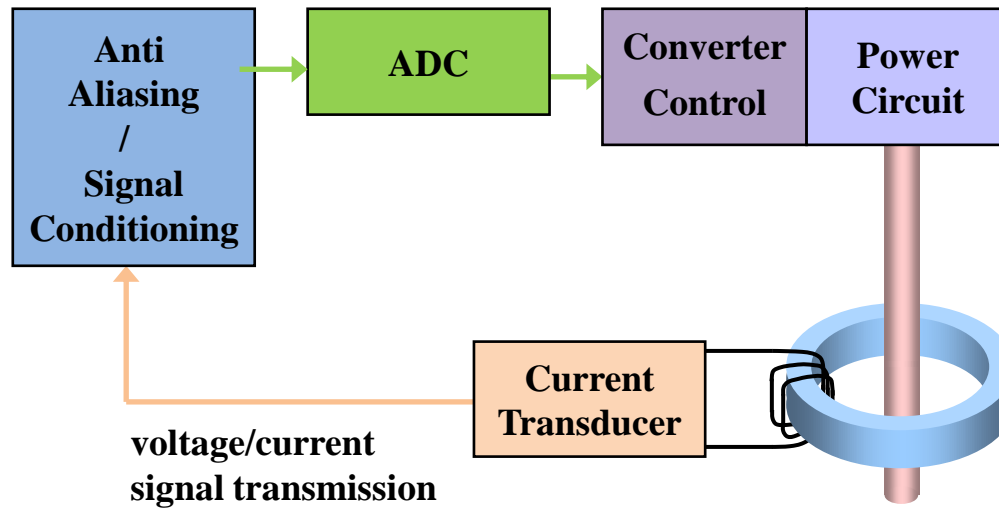 Anti
Aliasing
/
Signal
Conditioning
ADC
Converter
Control
Power
Circuit
Current
Transducer
voltage/current
signal transmission